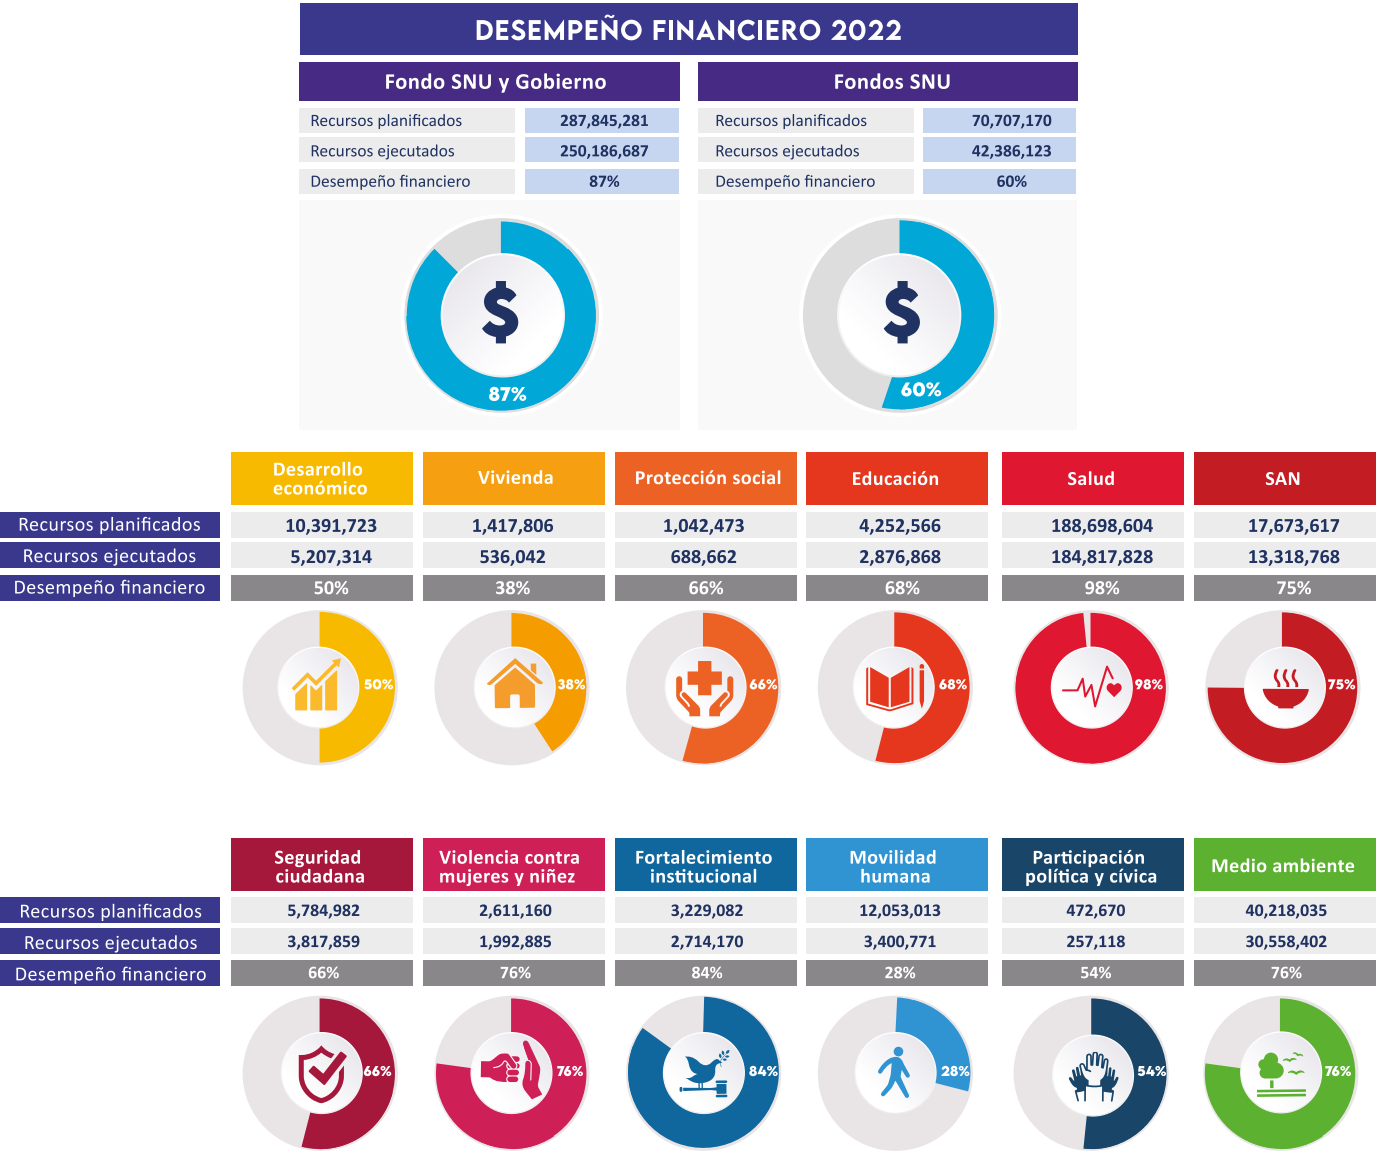 DESEMPEÑO FINANCIERO 2022
Fondo SNU y Gobierno
Recursos planificados 287,845,281
Recursos ejecutados 250,186,687
Desempeño financiero 87%
$
87%
Fondos SNU
Recursos planificados 70,707,170
Recursos ejecutados 42,386,123
Desempeño financiero 60%
$
60%
Desarrollo
económico
Vivienda
Protección social
Educación
Salud
SAN
Recursos planificados 10,391,723 1,417,806 1,042,473 4,252,566 188,698,604 17,673,617
Recursos ejecutados 5,207,314 536,042 688,662 2,876,868 184,817,828 13,318,768
Desempeño financiero 50% 38% 66% 68% 98% 75%
50% 38% 66% 68% 98% 75%
Seguridad
ciudadana
Violencia contra
mujeres y niñez
Fortalecimiento
institucional
Movilidad
humana
Participación
política y cívica
Medio ambiente
Recursos planificados 5,784,982 2,611,160 3,229,082 12,053,013 472,670 40,218,035
Recursos ejecutados 3,817,859 1,992,885 2,714,170 3,400,771 257,118 30,558,402
Desempeño financiero 66% 76% 84% 28% 54% 76%
66% 76% 84% 28% 54% 76%